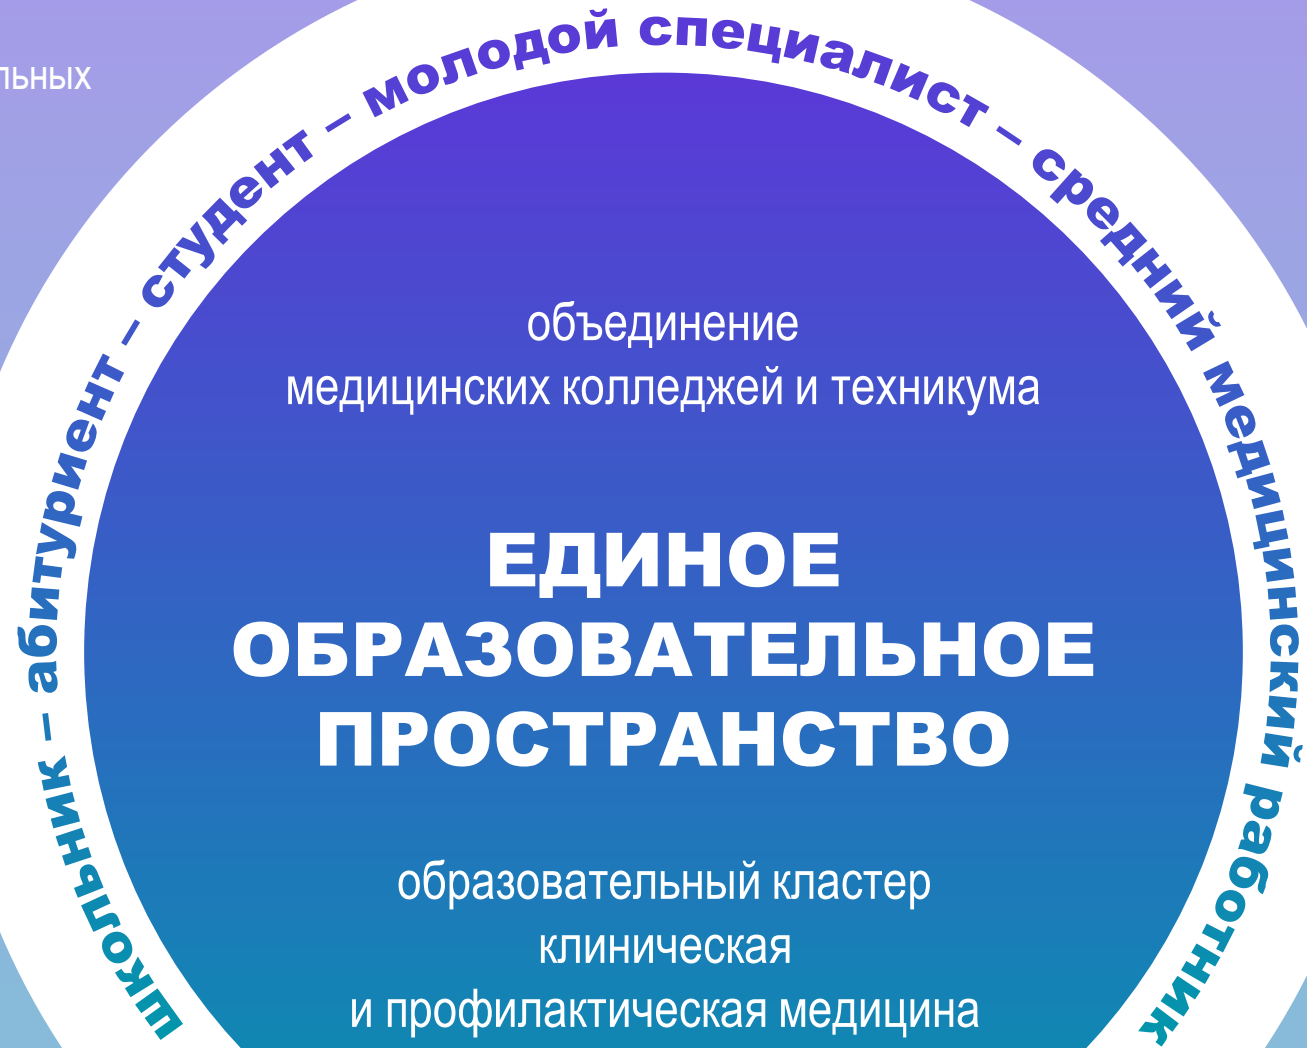 школьник – абитуриент – студент – молодой специалист – средний медицинский работник
объединение
медицинских колледжей и техникума
ЕДИНОЕ
ОБРАЗОВАТЕЛЬНОЕ
ПРОСТРАНСТВО
образовательный кластер
клиническая
и профилактическая медицина